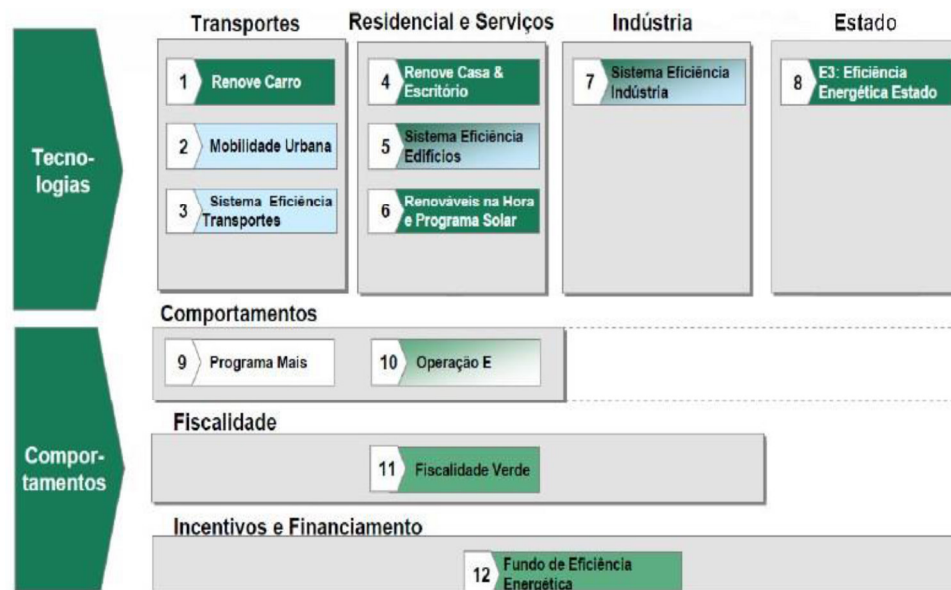 Transportes
Residencial e Serviços
Indústria
Estado
Tecno-
logias
1 Renove Carro
2 Mobilidade Urbana
3 Sistema Eficiência
Transportes
4 Renove Casa &
Escritório
5 Sistema Eficiência
Edifícios
6 Renováveis na Hora
e Programa Solar
7 Sistema Eficiência
Indústria
8 E3: Eficiência
Energética Estado
Compor-
tamentos
Comportamentos
9 Programa Mais
10 Operação E
Fiscalidade
11 Fiscalidade Verde
Incentivos e Financiamento
12 Fundo de Eficiência
Energética